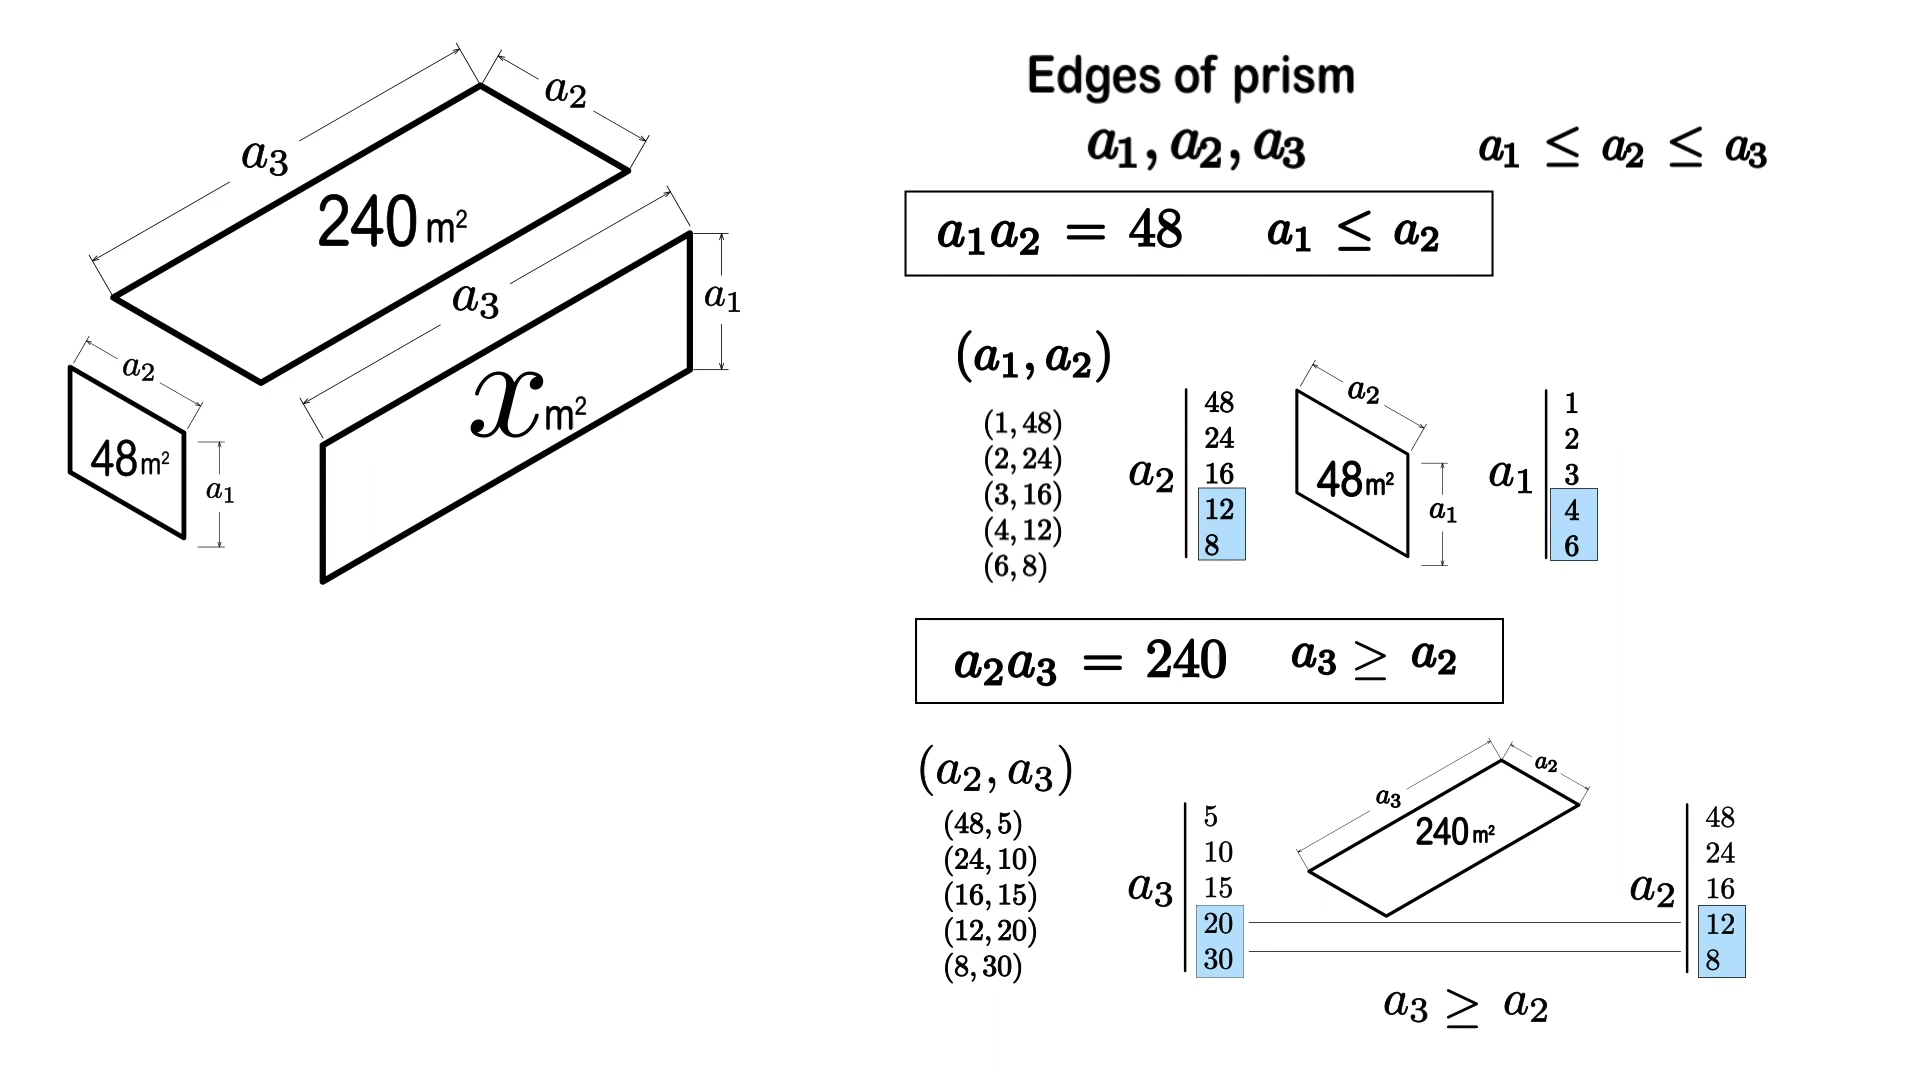 Edges of prism
a₁, a₂, a₃
a₁ ≤ a₂ ≤ a₃
a₁a₂ = 48 a₁ ≤ a₂
a₃
a₂
240 m²
a₃
a₁
x m²
a₂
48 m²
a₁
(a₁, a₂)
(1, 48)
(2, 24)
(3, 16)
(4, 12)
(6, 8)
a₂
48
24
16
12
8
a₂
48 m²
a₁
a₁
1
2
3
4
6
a₂a₃ = 240 a₃ ≥ a₂
(a₂, a₃)
(48, 5)
(24, 10)
(16, 15)
(12, 20)
(8, 30)
a₃
5
10
15
20
30
a₃
a₂
240 m²
a₂
48
24
16
12
8
a₃ ≥ a₂